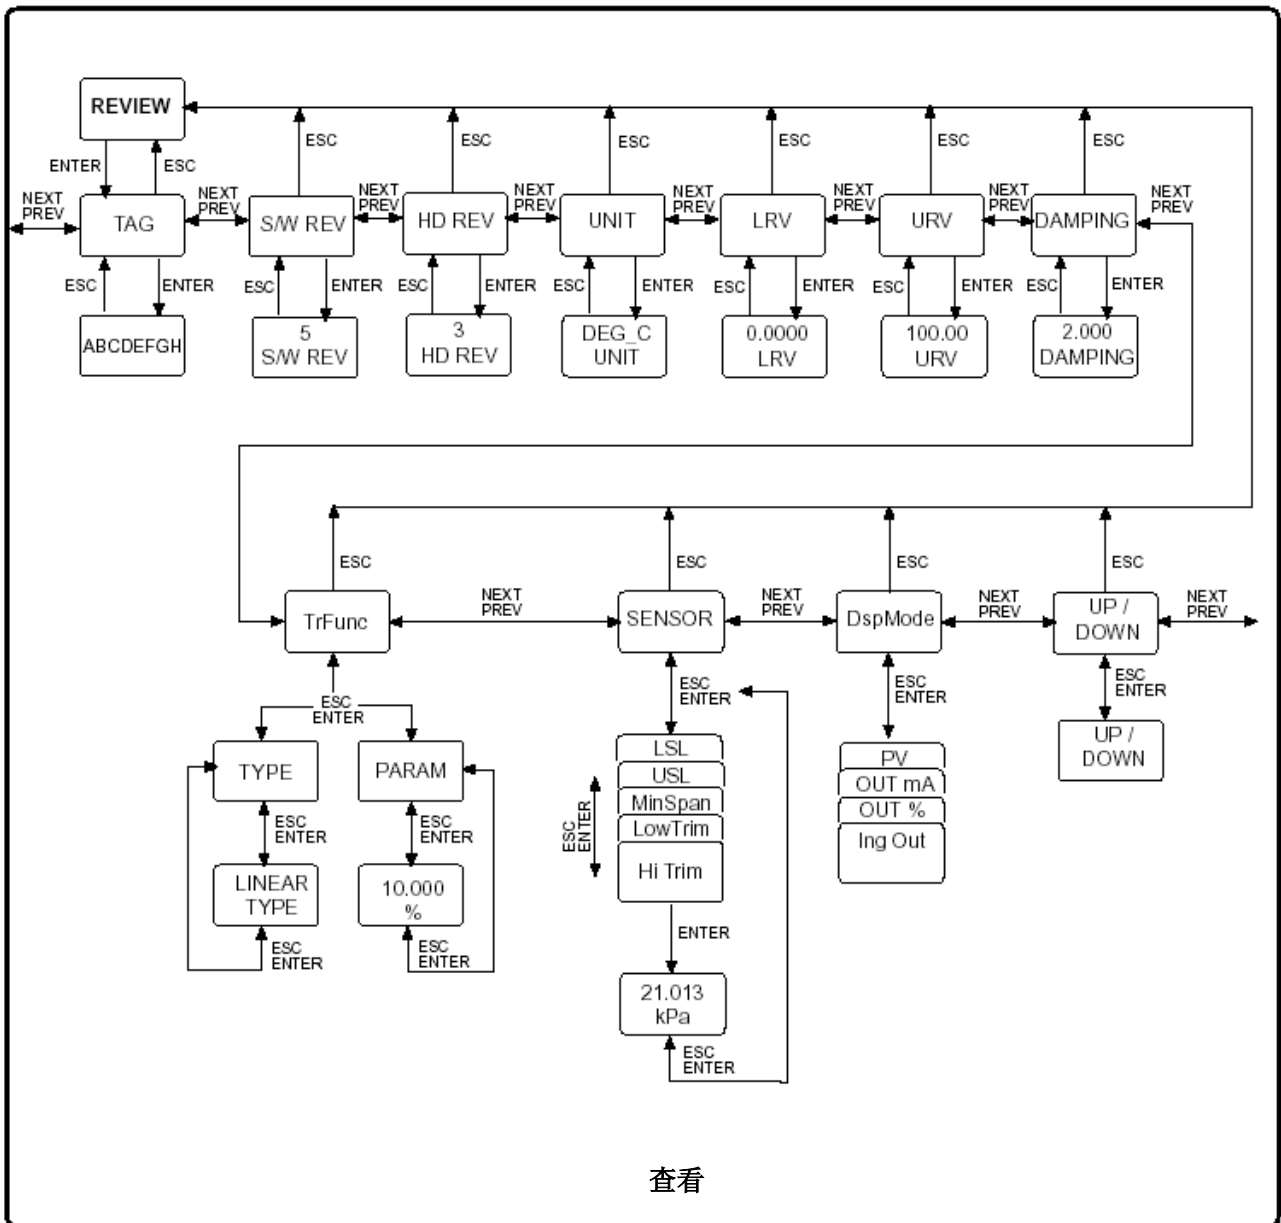 REVIEW
ESC
ESC
ESC
ESC
ESC
ESC
ENTER
ESC
NEXT
PREV
TAG
NEXT
PREV
S/W REV
NEXT
PREV
HD REV
NEXT
PREV
UNIT
NEXT
PREV
LRV
NEXT
PREV
URV
NEXT
PREV
DAMPING
NEXT
PREV
ESC
ENTER
ESC
ENTER
ESC
ENTER
ESC
ENTER
ESC
ENTER
ESC
ENTER
ESC
ENTER
ABCDEFGH
5
S/W REV
3
HD REV
DEG_C
UNIT
0.0000
LRV
100.00
URV
2.000
DAMPING
ESC
ESC
ESC
ESC
TrFunc
NEXT
PREV
SENSOR
NEXT
PREV
DspMode
NEXT
PREV
UP /
DOWN
NEXT
PREV
ESC
ENTER
ESC
ENTER
ESC
ENTER
ESC
ENTER
TYPE
PARAM
LSL
USL
MinSpan
LowTrim
Hi Trim
ESC
ENTER
PV
OUT mA
OUT %
Ing Out
UP /
DOWN
ESC
ENTER
ESC
ENTER
LINEAR
TYPE
10.000
%
ESC
ENTER
ESC
ENTER
ENTER
21.013
kPa
ESC
ENTER
查看